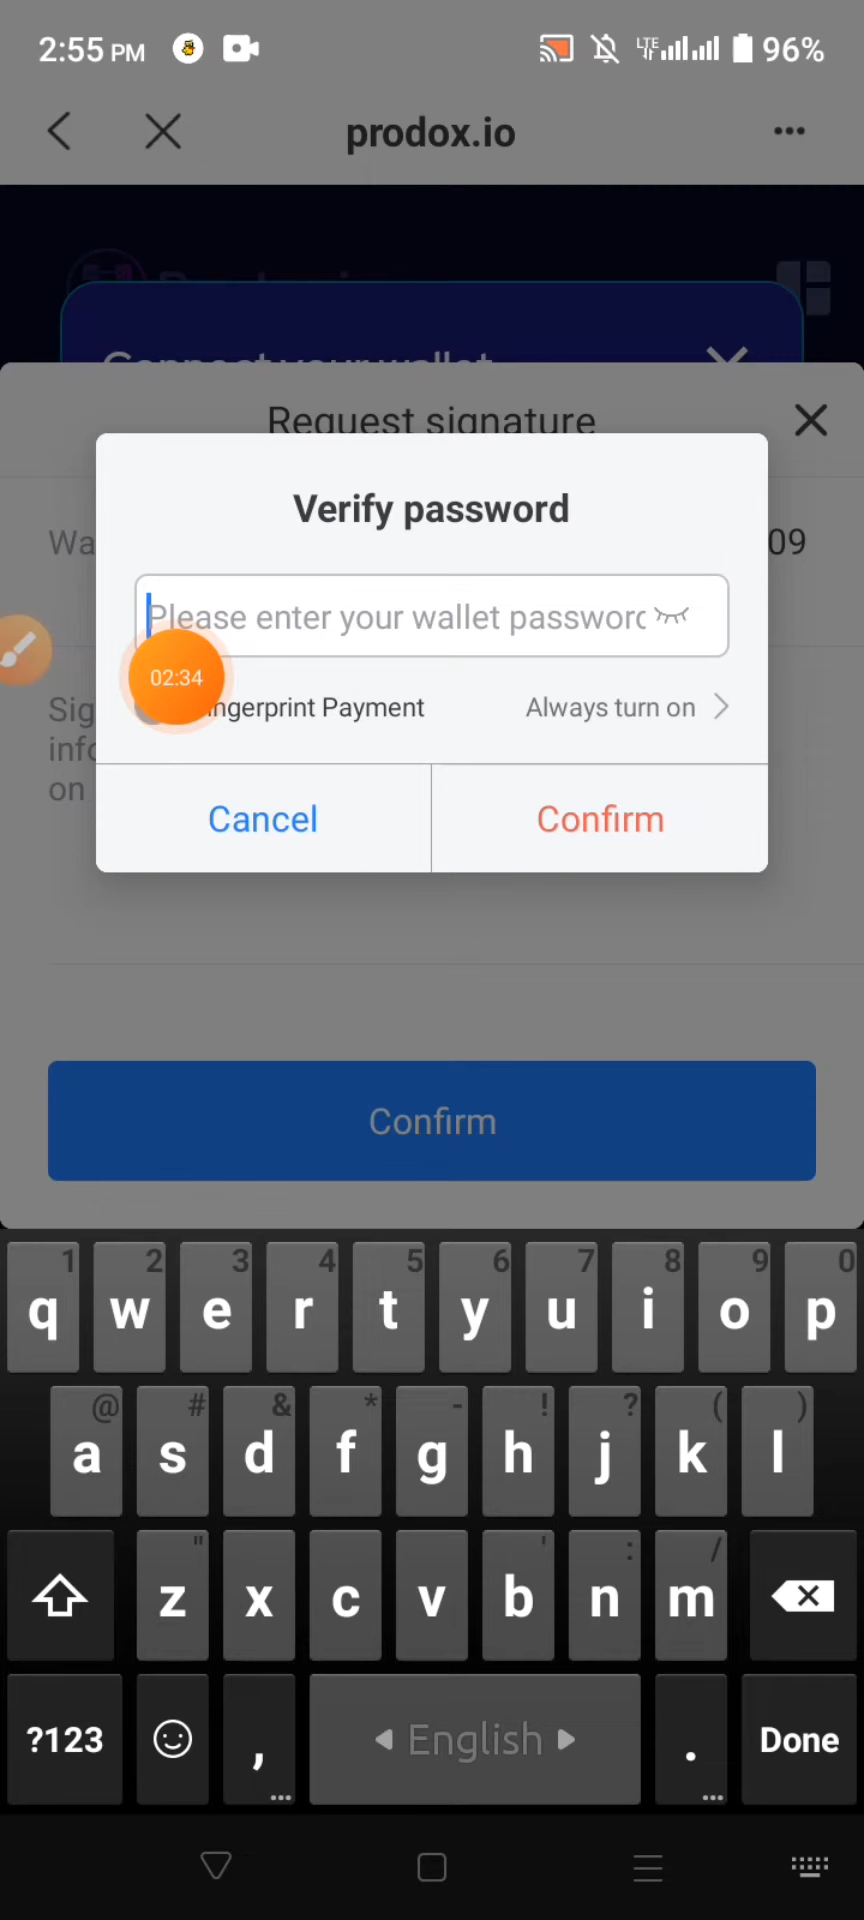 2:55 PM LTE 96%
prodox.io
Connect your wallet
Request signature
Wa 09
Verify password
Please enter your wallet password
02:34
ngerprint Payment Always turn on >
Sig
info
on
Cancel Confirm
Confirm
1 2 3 4 5 6 7 8 9 0
q w e r t y u i o p
@ # & * - ! ? ( )
a s d f g h j k l
" ' : /
z x c v b n m
?123 , English . Done